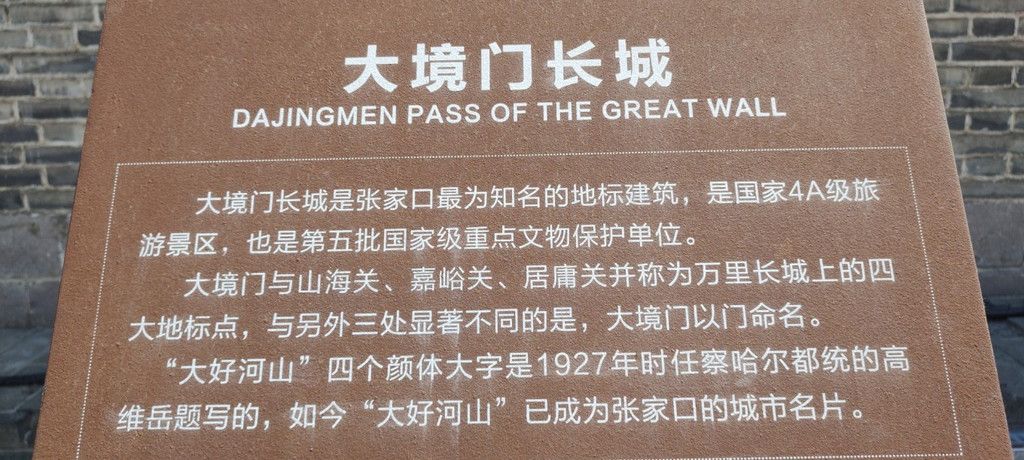 大境门长城
DAJINGMEN PASS OF THE GREAT WALL
大境门长城是张家口最为知名的地标建筑，是国家4A级旅
游景区，也是第五批国家级重点文物保护单位。
大境门与山海关、嘉峪关、居庸关并称为万里长城上的四
大地标点，与另外三处显著不同的是，大境门以门命名。
“大好河山”四个颜体大字是1927年时任察哈尔都统的高
维岳题写的，如今“大好河山”已成为张家口的城市名片。